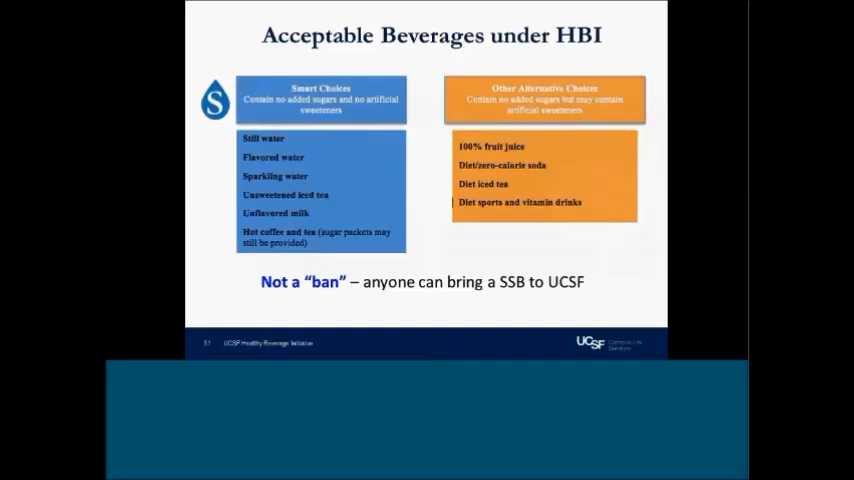 Acceptable Beverages under HBI
S
Smart Choices
Contain no added sugars and no artificial
sweeteners
Still water
Flavored water
Sparkling water
Unsweetened iced tea
Unflavored milk
Hot coffee and tea (sugar packets may
still be provided)
Other Alternative Choices
Contain no added sugars but may contain
artificial sweeteners
100% fruit juice
Diet/zero-calorie soda
Diet iced tea
Diet sports and vitamin drinks
Not a “ban” – anyone can bring a SSB to UCSF
51 UCSF Healthy Beverage Initiative
UCSF
Campus Life
Services